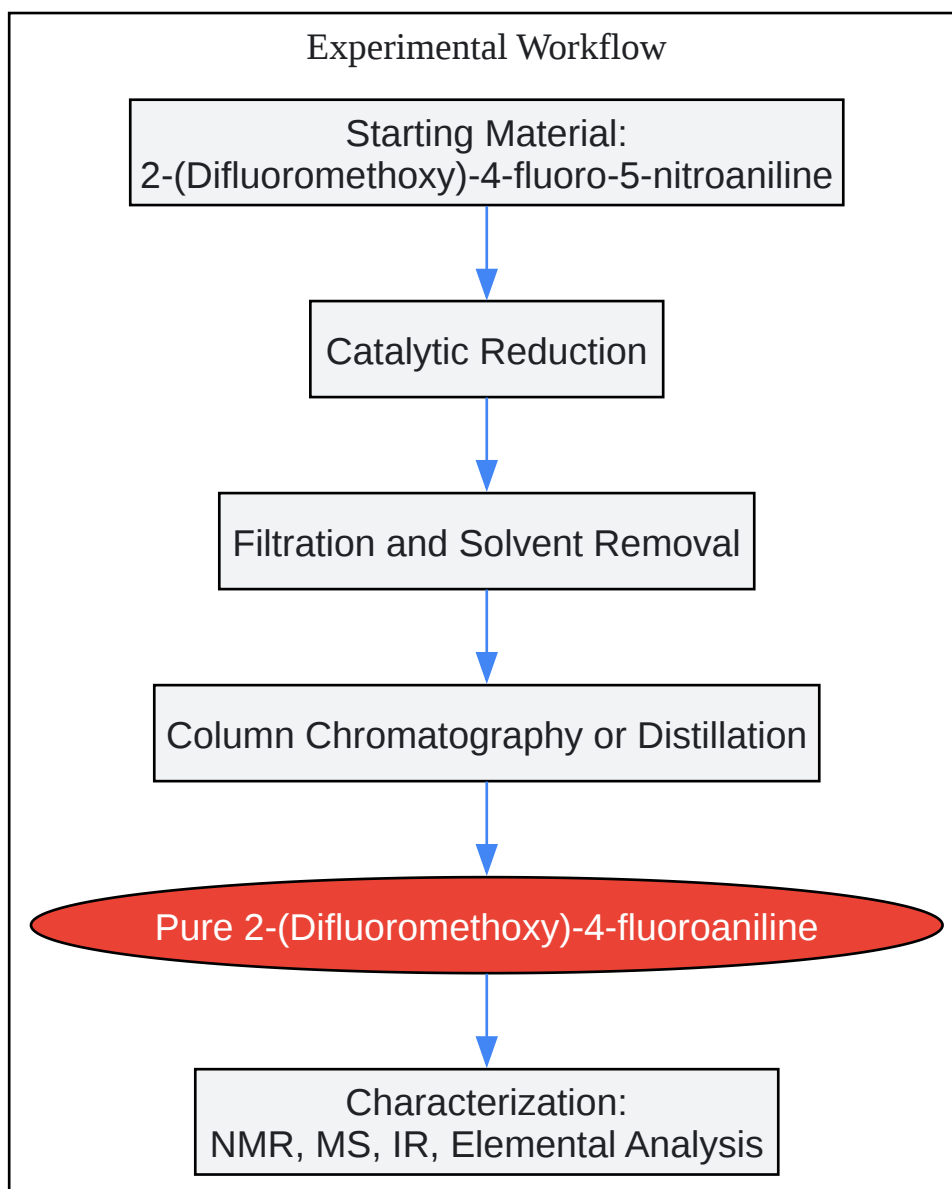 Experimental Workflow
Starting Material:
2-(Difluoromethoxy)-4-fluoro-5-nitroaniline
Catalytic Reduction
Filtration and Solvent Removal
Column Chromatography or Distillation
Pure 2-(Difluoromethoxy)-4-fluoroaniline
Characterization:
NMR, MS, IR, Elemental Analysis